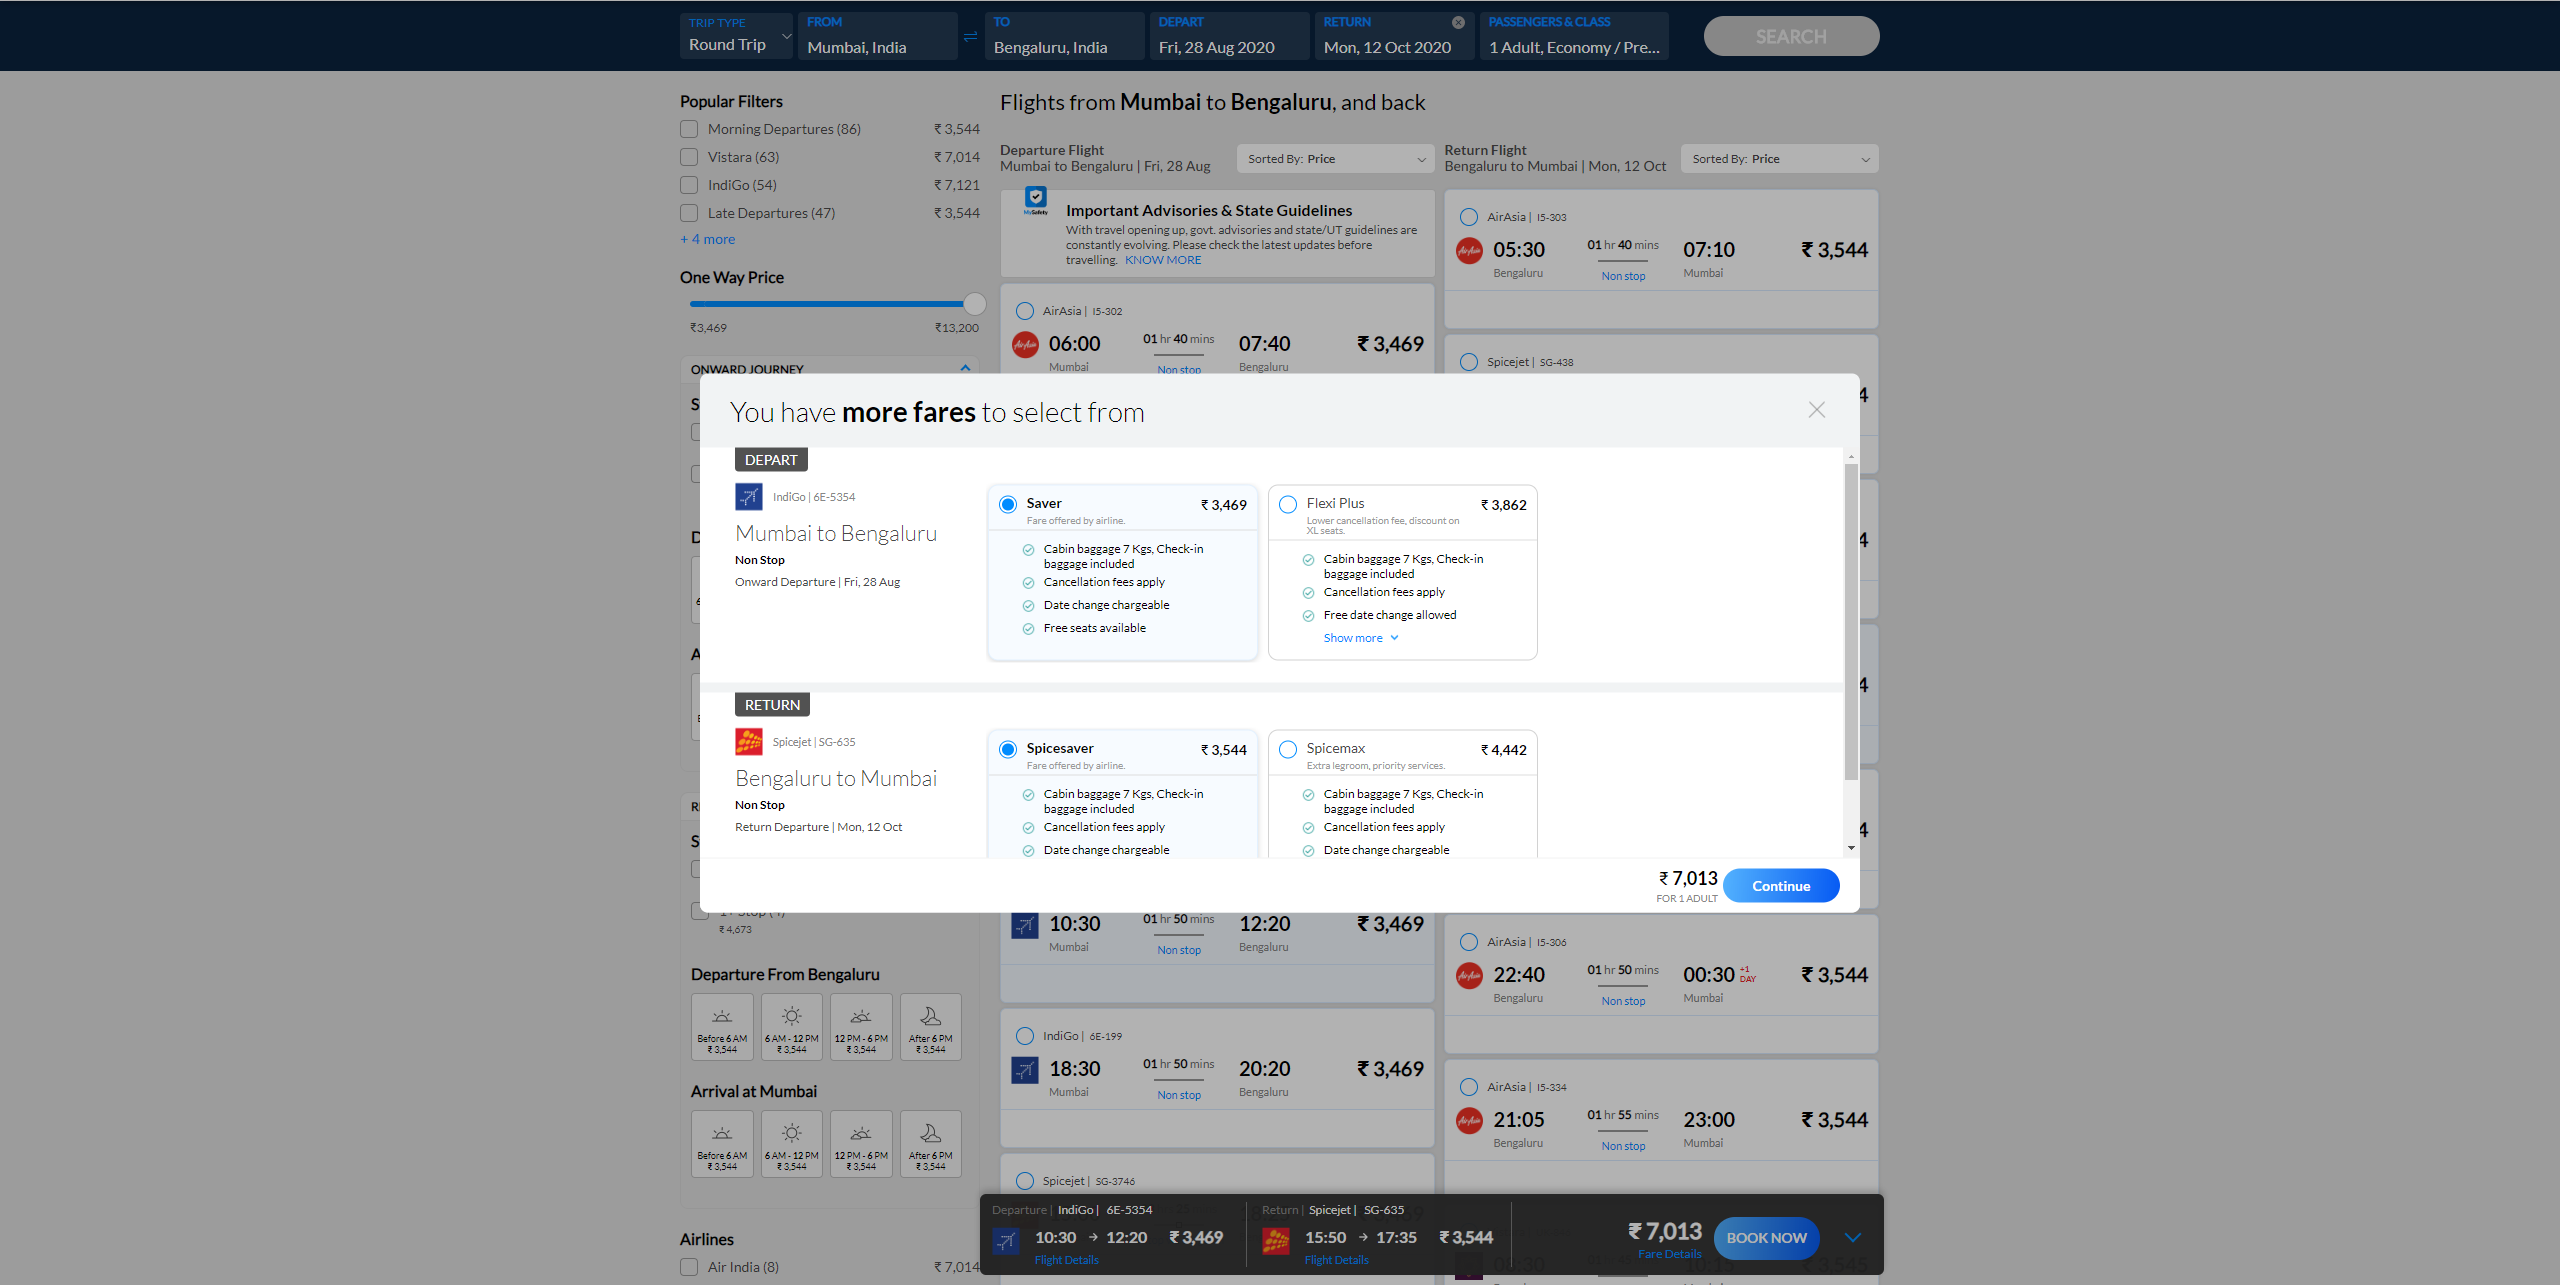 TRIP TYPE
Round Trip
FROM
Mumbai, India
TO
Bengaluru, India
DEPART
Fri, 28 Aug 2020
RETURN
Mon, 12 Oct 2020
PASSENGERS & CLASS
1 Adult, Economy / Pre...
SEARCH
Popular Filters
Morning Departures (86) ₹ 3,544
Vistara (63) ₹ 7,014
IndiGo (54) ₹ 7,121
Late Departures (47) ₹ 3,544
+ 4 more
One Way Price
₹3,469 ₹13,200
ONWARD JOURNEY
Flights from Mumbai to Bengaluru, and back
Departure Flight
Mumbai to Bengaluru | Fri, 28 Aug
Sorted By: Price
Return Flight
Bengaluru to Mumbai | Mon, 12 Oct
Sorted By: Price
MySafety
Important Advisories & State Guidelines
With travel opening up, govt. advisories and state/UT guidelines are
constantly evolving. Please check the latest updates before
travelling. KNOW MORE
AirAsia | I5-302
AirAsia
06:00 01 hr 40 mins 07:40 ₹ 3,469
Mumbai Non stop Bengaluru
AirAsia | I5-303
AirAsia
05:30 01 hr 40 mins 07:10 ₹ 3,544
Bengaluru Non stop Mumbai
Spicejet | SG-438
You have more fares to select from
DEPART
IndiGo | 6E-5354
Mumbai to Bengaluru
Non Stop
Onward Departure | Fri, 28 Aug
Saver ₹ 3,469
Fare offered by airline.
Cabin baggage 7 Kgs, Check-in
baggage included
Cancellation fees apply
Date change chargeable
Free seats available
Flexi Plus ₹ 3,862
Lower cancellation fee, discount on
XL seats.
Cabin baggage 7 Kgs, Check-in
baggage included
Cancellation fees apply
Free date change allowed
Show more
RETURN
Spicejet | SG-635
Bengaluru to Mumbai
Non Stop
Return Departure | Mon, 12 Oct
Spicesaver ₹ 3,544
Fare offered by airline.
Cabin baggage 7 Kgs, Check-in
baggage included
Cancellation fees apply
Date change chargeable
Spicemax ₹ 4,442
Extra legroom, priority services.
Cabin baggage 7 Kgs, Check-in
baggage included
Cancellation fees apply
Date change chargeable
₹ 7,013
FOR 1 ADULT
Continue
₹ 4,673
Departure From Bengaluru
Before 6 AM
₹ 3,544
6 AM - 12 PM
₹ 3,544
12 PM - 6 PM
₹ 3,544
After 6 PM
₹ 3,544
Arrival at Mumbai
Before 6 AM
₹ 3,544
6 AM - 12 PM
₹ 3,544
12 PM - 6 PM
₹ 3,544
After 6 PM
₹ 3,544
Airlines
Air India (8) ₹ 7,014
10:30 01 hr 50 mins 12:20 ₹ 3,469
Mumbai Non stop Bengaluru
IndiGo | 6E-199
18:30 01 hr 50 mins 20:20 ₹ 3,469
Mumbai Non stop Bengaluru
Spicejet | SG-3746
AirAsia | I5-306
AirAsia
22:40 01 hr 50 mins 00:30 +1 DAY ₹ 3,544
Bengaluru Non stop Mumbai
AirAsia | I5-334
AirAsia
21:05 01 hr 55 mins 23:00 ₹ 3,544
Bengaluru Non stop Mumbai
Departure | IndiGo | 6E-5354
10:30 → 12:20 ₹ 3,469
Flight Details
Return | Spicejet | SG-635
15:50 → 17:35 ₹ 3,544
Flight Details
₹ 7,013
Fare Details
BOOK NOW